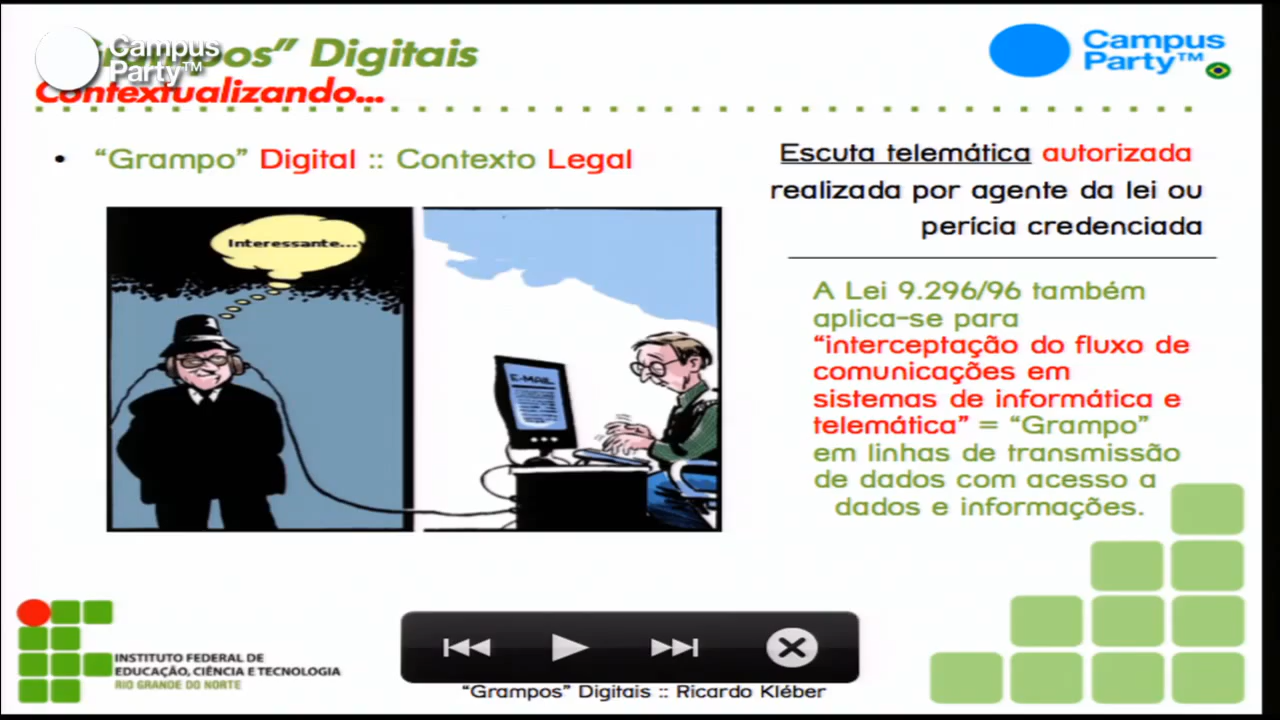 Campus
Party™
“Grampos” Digitais
Contextualizando...
Campus
Party™
• “Grampo” Digital :: Contexto Legal
Interessante...
E-MAIL
Escuta telemática autorizada
realizada por agente da lei ou
perícia credenciada
A Lei 9.296/96 também
aplica-se para
“interceptação do fluxo de
comunicações em
sistemas de informática e
telemática” = “Grampo”
em linhas de transmissão
de dados com acesso a
dados e informações.
INSTITUTO FEDERAL DE
EDUCAÇÃO, CIÊNCIA E TECNOLOGIA
RIO GRANDE DO NORTE
“Grampos” Digitais :: Ricardo Kléber